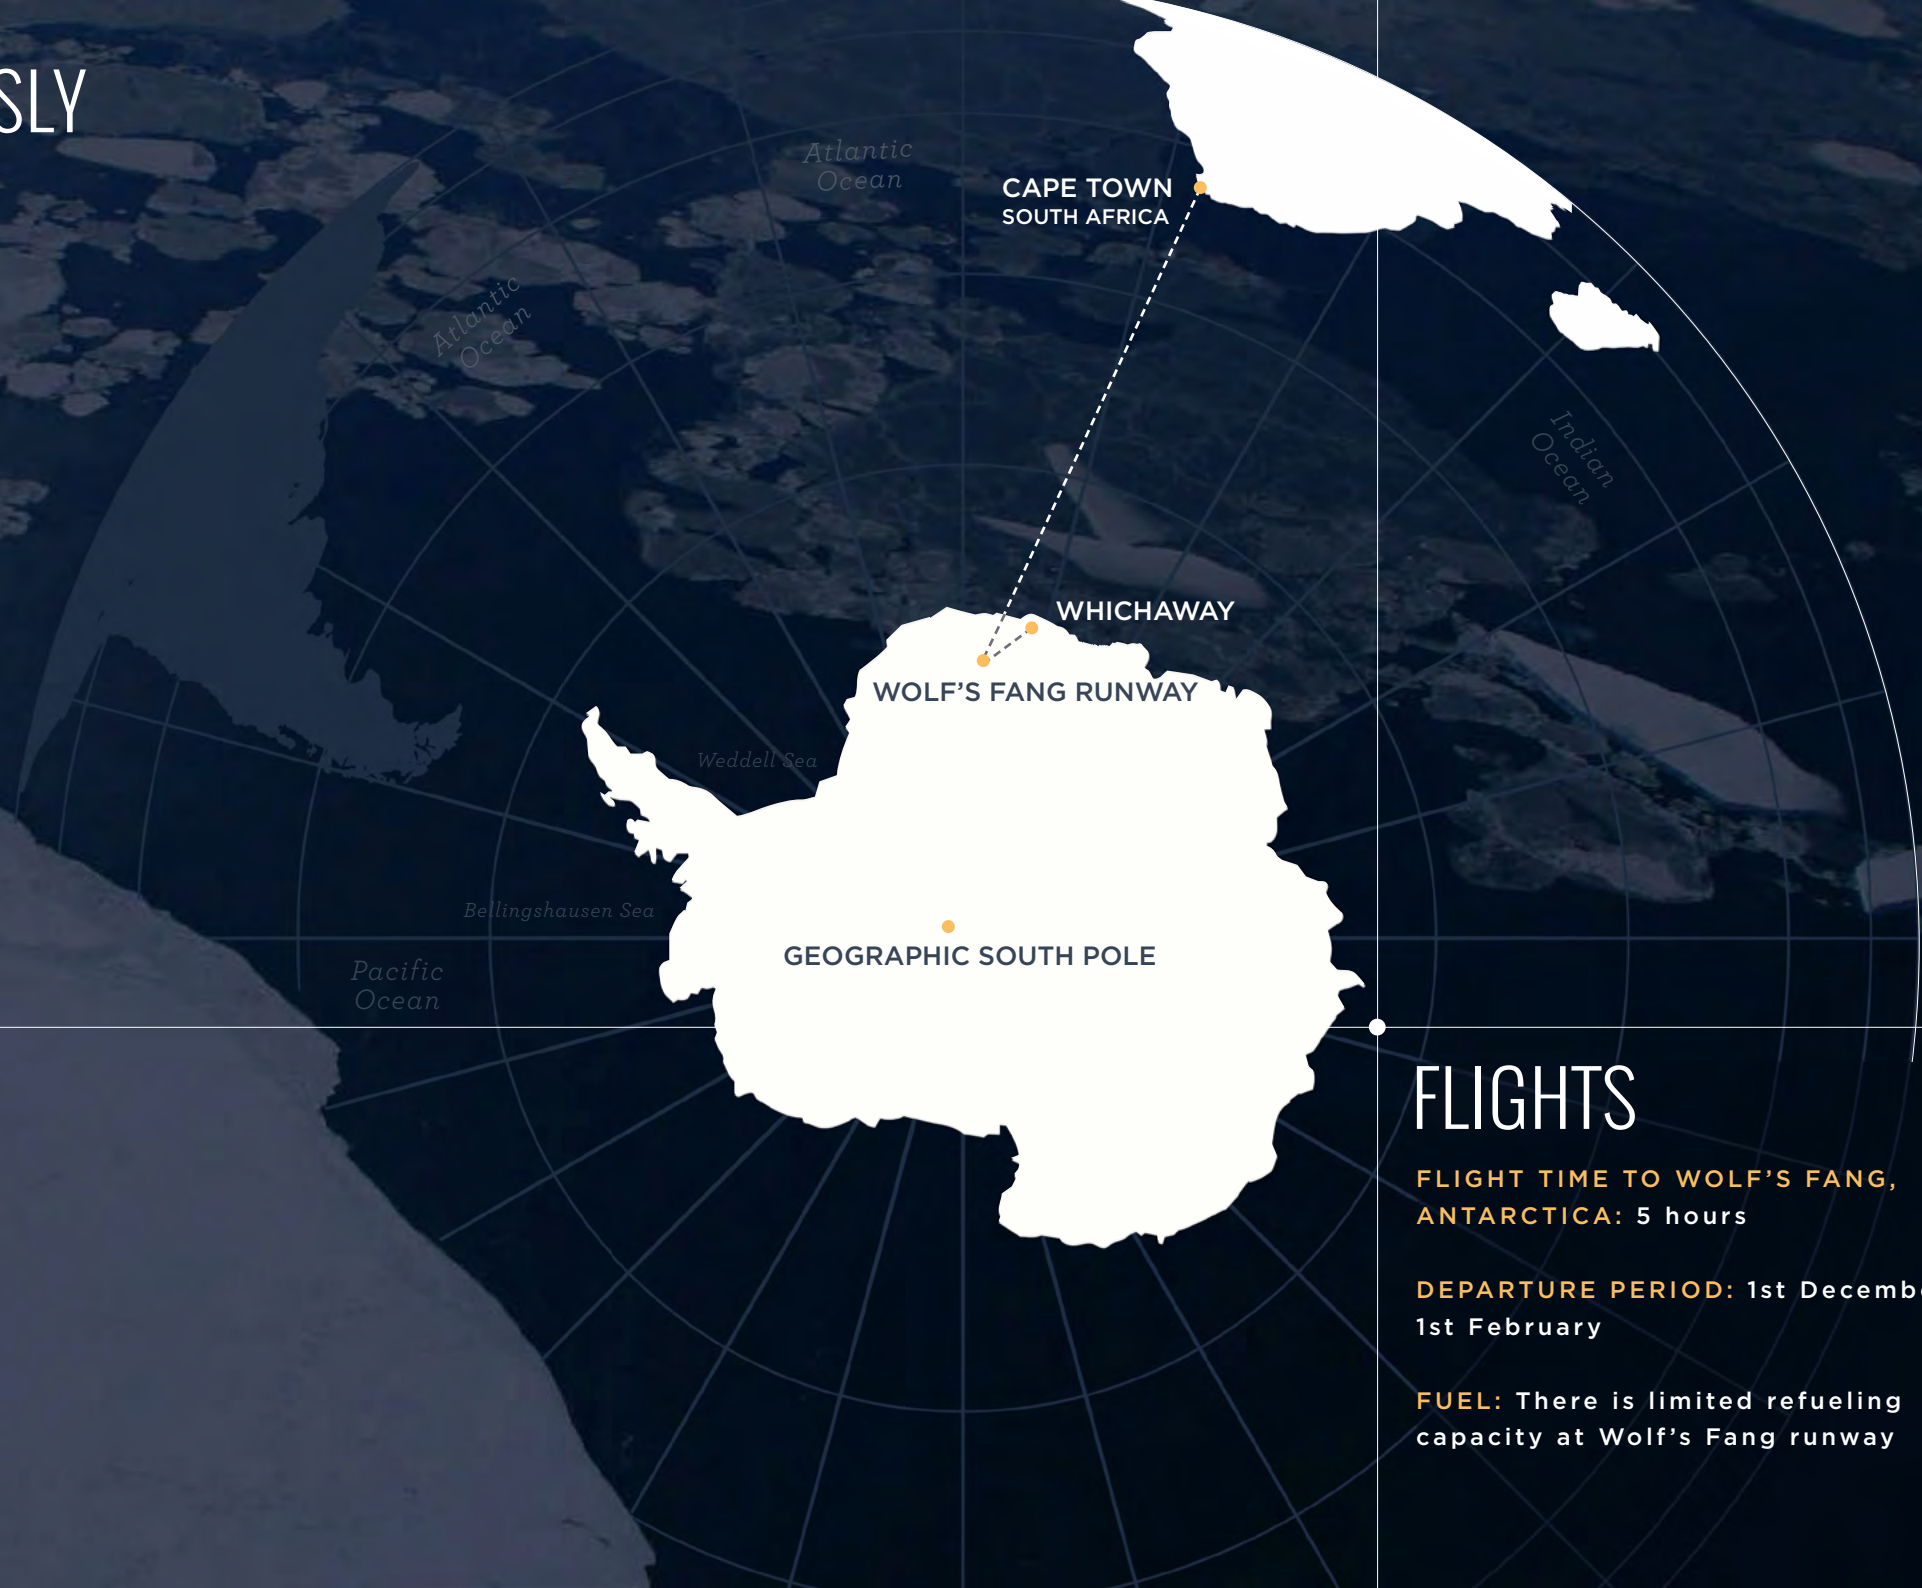 SLY
Atlantic
Ocean
CAPE TOWN
SOUTH AFRICA
Atlantic
Ocean
Indian
Ocean
WHICHAWAY
WOLF’S FANG RUNWAY
Weddell Sea
Bellingshausen Sea
GEOGRAPHIC SOUTH POLE
Pacific
Ocean
FLIGHTS
FLIGHT TIME TO WOLF’S FANG,
ANTARCTICA: 5 hours
DEPARTURE PERIOD: 1st Decemb
1st February
FUEL: There is limited refueling
capacity at Wolf’s Fang runway